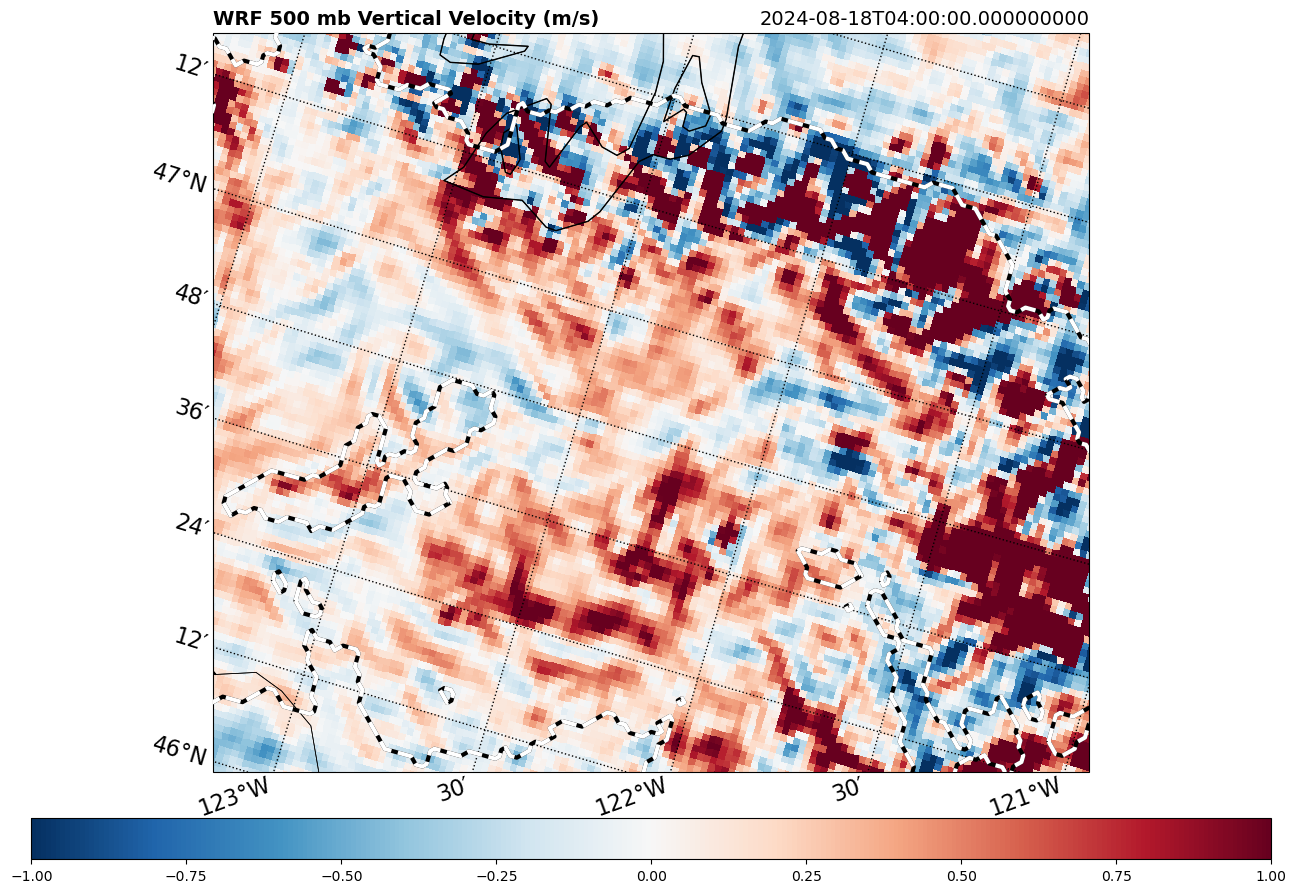 WRF 500 mb Vertical Velocity (m/s) 2024-08-18T04:00:00.000000000
12′
47°N
48′
36′
24′
12′
46°N
123°W 30′ 122°W 30′ 121°W
−1.00 −0.75 −0.50 −0.25 0.00 0.25 0.50 0.75 1.00